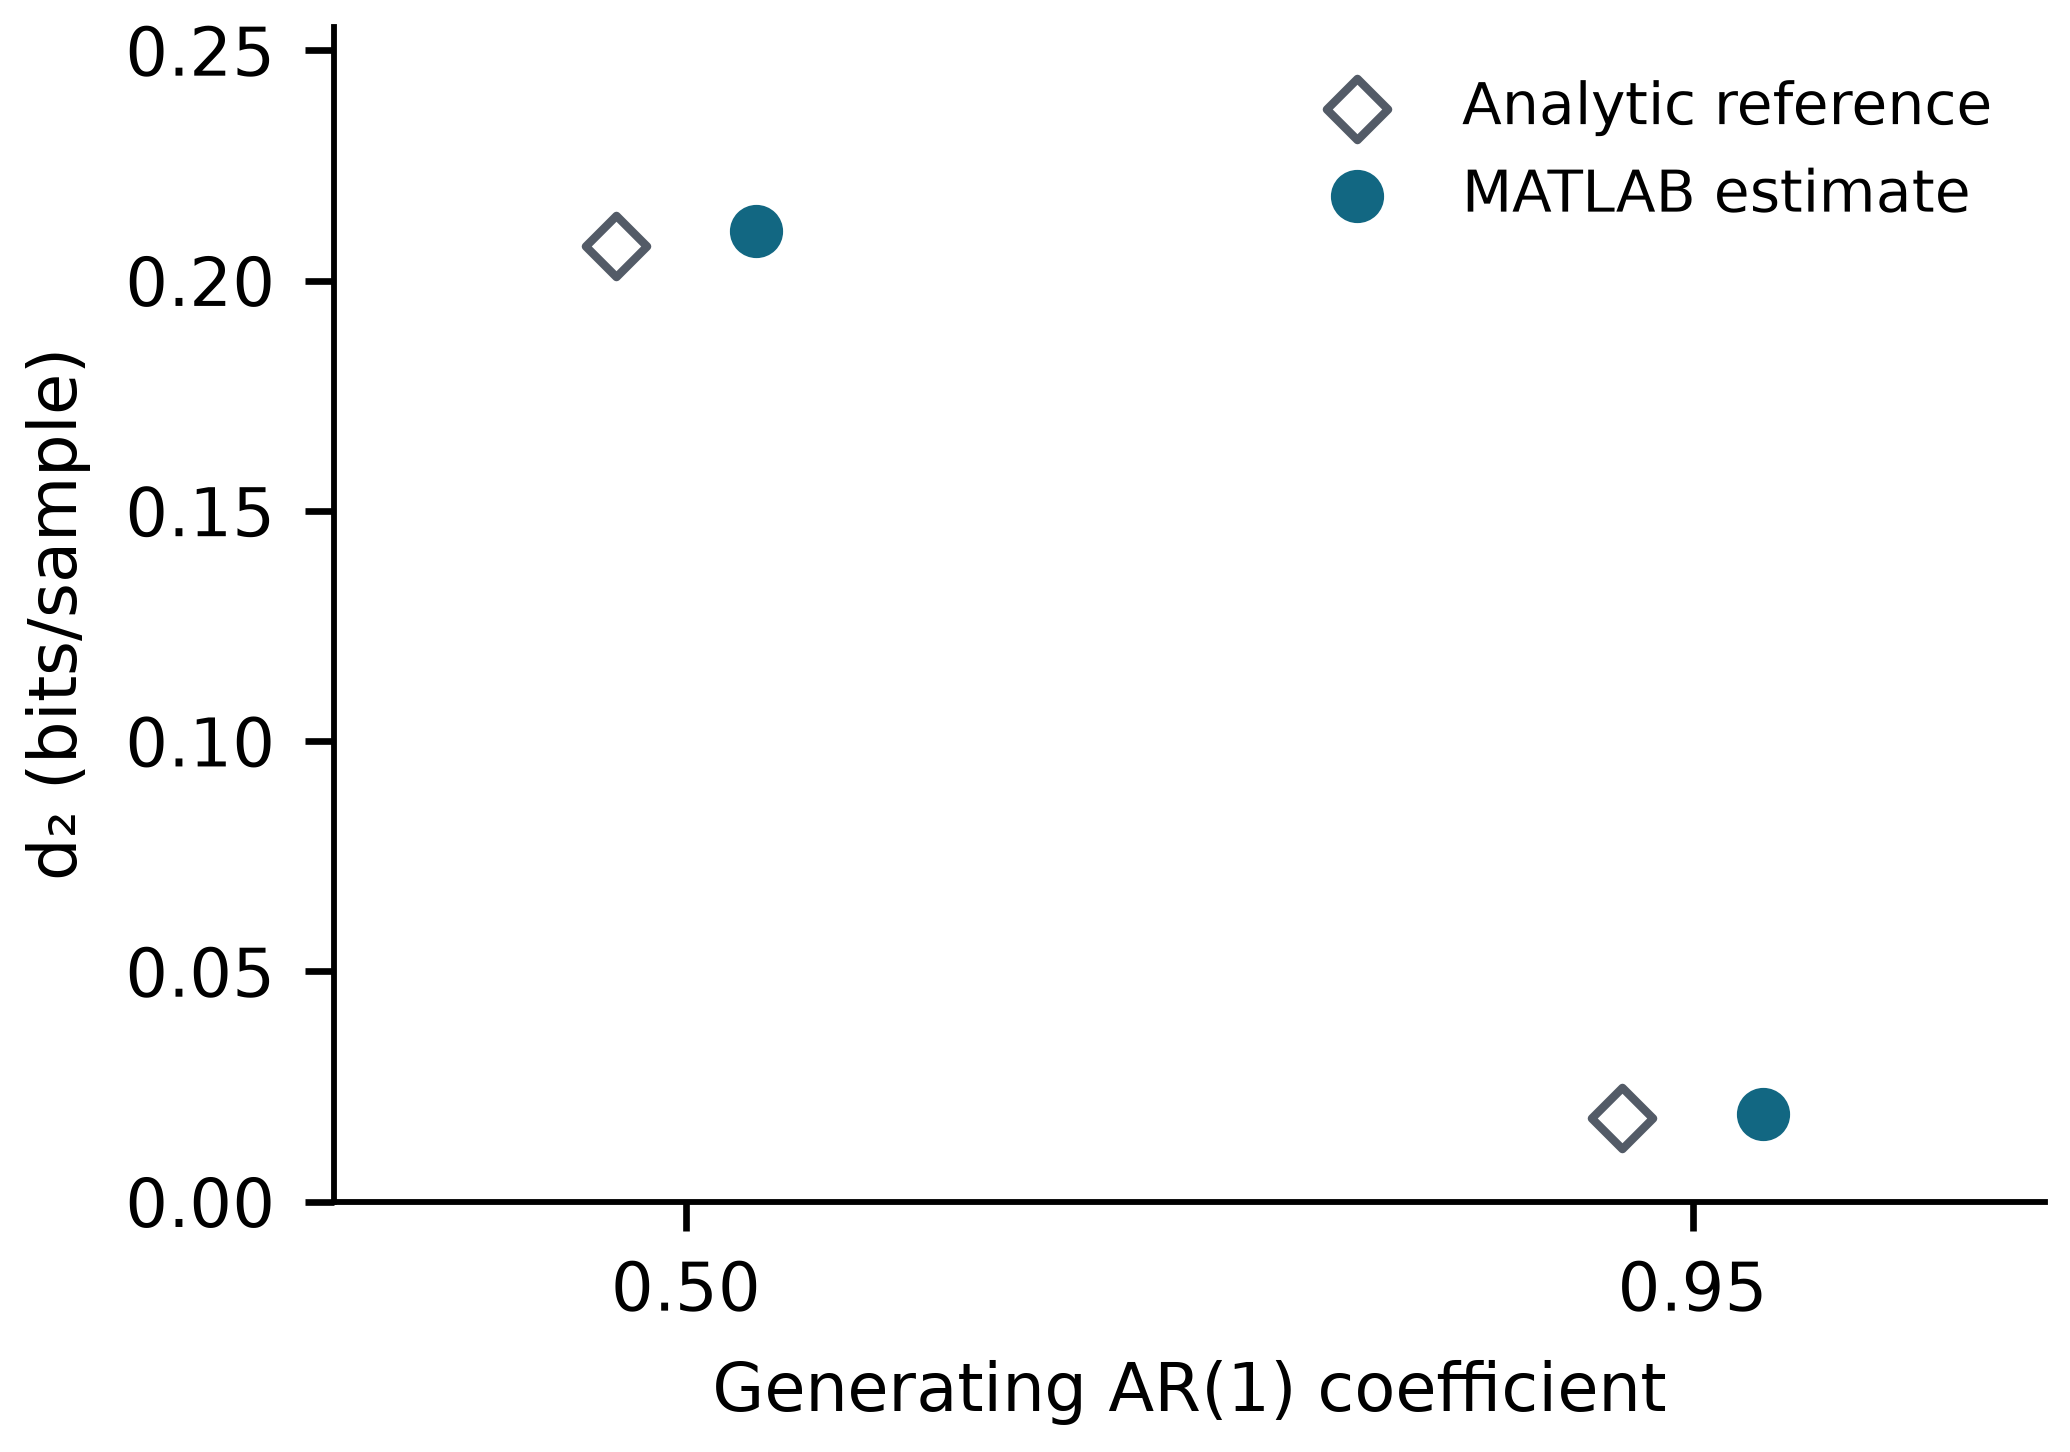 0.25
0.20
0.15
0.10
0.05
0.00
d₂ (bits/sample)
Analytic reference
MATLAB estimate
0.50
0.95
Generating AR(1) coefficient